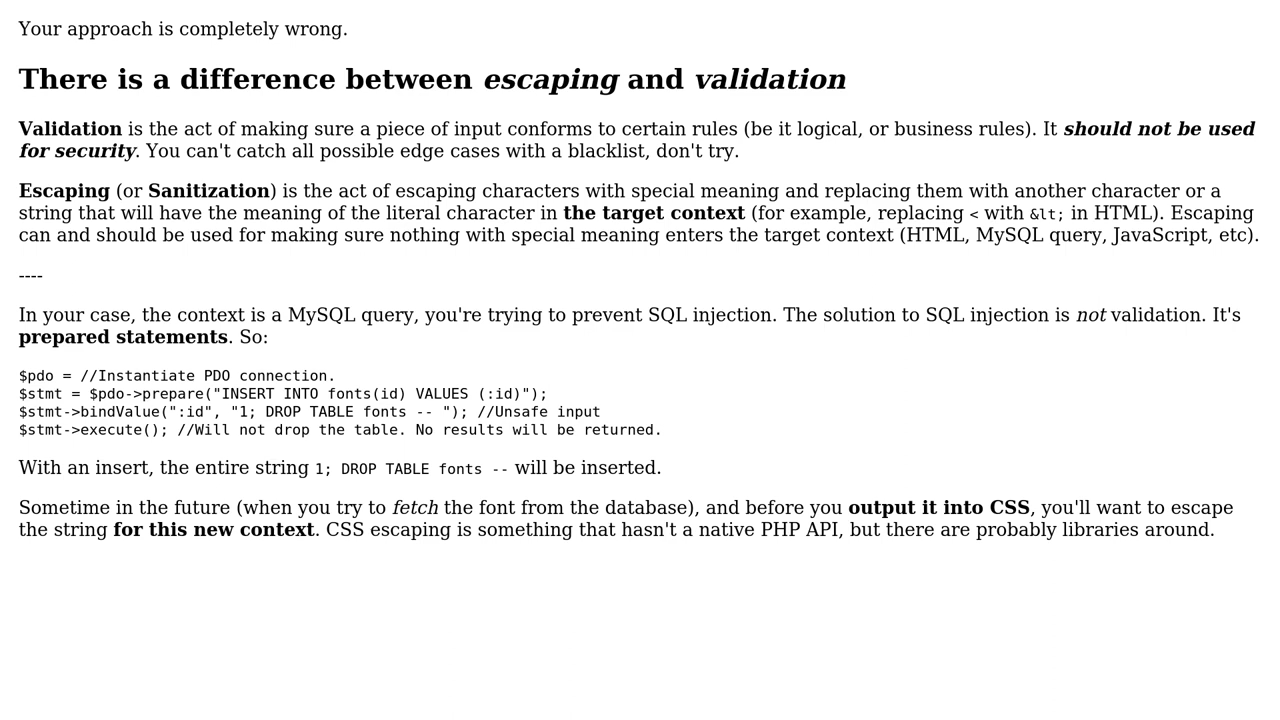 Your approach is completely wrong.
There is a difference between escaping and validation
Validation is the act of making sure a piece of input conforms to certain rules (be it logical, or business rules). It should not be used
for security. You can't catch all possible edge cases with a blacklist, don't try.
Escaping (or Sanitization) is the act of escaping characters with special meaning and replacing them with another character or a
string that will have the meaning of the literal character in the target context (for example, replacing < with &lt; in HTML). Escaping
can and should be used for making sure nothing with special meaning enters the target context (HTML, MySQL query, JavaScript, etc).
----
In your case, the context is a MySQL query, you're trying to prevent SQL injection. The solution to SQL injection is not validation. It's
prepared statements. So:
$pdo = //Instantiate PDO connection.
$stmt = $pdo->prepare("INSERT INTO fonts(id) VALUES (:id)");
$stmt->bindValue(":id", "1; DROP TABLE fonts -- "); //Unsafe input
$stmt->execute(); //Will not drop the table. No results will be returned.
With an insert, the entire string 1; DROP TABLE fonts -- will be inserted.
Sometime in the future (when you try to fetch the font from the database), and before you output it into CSS, you'll want to escape
the string for this new context. CSS escaping is something that hasn't a native PHP API, but there are probably libraries around.